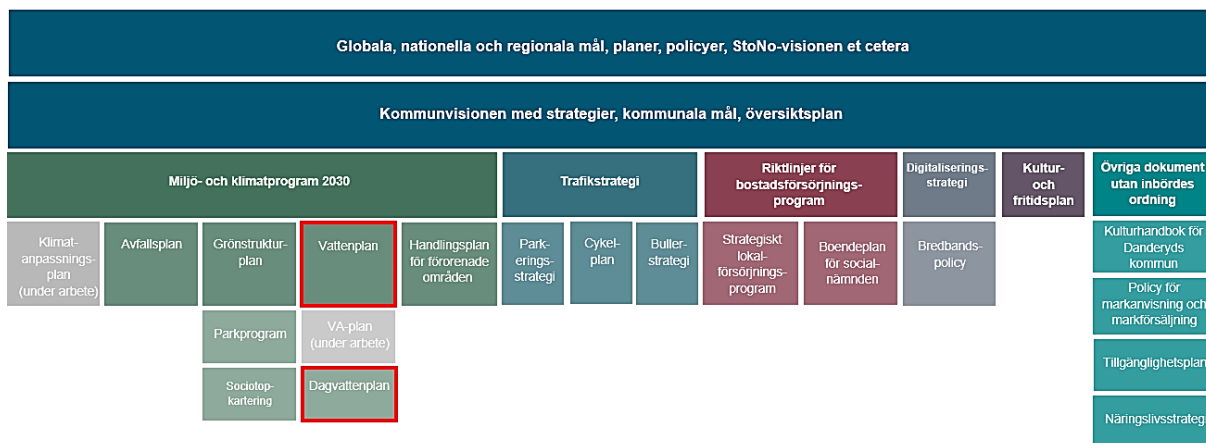 Globala, nationella och regionala mål, planer, policyer, StoNo-visionen et cetera
Kommunvisionen med strategier, kommunala mål, översiktsplan
Miljö- och klimatprogram 2030
Trafikstrategi
Riktlinjer för
bostadsförsörjnings-
program
Digitaliserings-
strategi
Kultur-
och
fritidsplan
Övriga dokument
utan inbördes
ordning
Klimat-
anpassnings-
plan
(under arbete)
Avfallsplan
Grönstruktur-
plan
Vattenplan
Handlingsplan
för förorenade
områden
Park-
erings-
strategi
Cykel-
plan
Buller-
strategi
Strategiskt
lokal-
försörjnings-
program
Boendeplan
för social-
nämnden
Bredbands-
policy
Kulturhandbok för
Danderyds
kommun
Parkprogram
VA-plan
(under arbete)
Policy för
markanvisning och
markförsäljning
Sociotop-
kartering
Dagvattenplan
Tillgänglighetsplan
Näringslivsstrategi